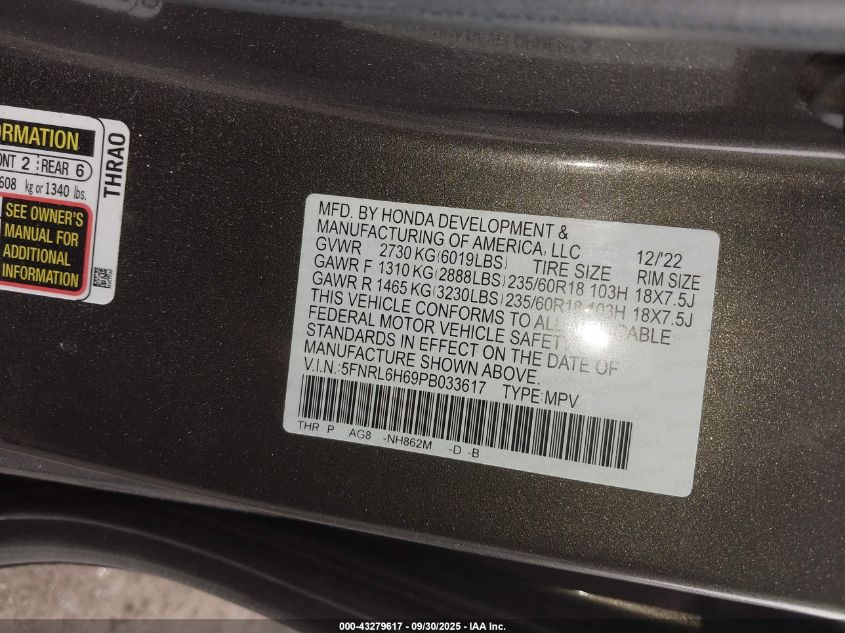 ORMATION
ONT 2 REAR 6
608 kg or 1340 lbs.
SEE OWNER'S
MANUAL FOR
ADDITIONAL
INFORMATION
THRAO
MFD. BY HONDA DEVELOPMENT &
MANUFACTURING OF AMERICA, LLC 12/'22
GVWR 2730 KG (6019LBS) TIRE SIZE RIM SIZE
GAWR F 1310 KG (2888LBS) 235/60R18 103H 18X7.5J
GAWR R 1465 KG (3230LBS) 235/60R18 103H 18X7.5J
THIS VEHICLE CONFORMS TO ALL
FEDERAL MOTOR VEHICLE
STANDARDS IN EFFECT ON THE DATE OF
MANUFACTURE SHOWN ABOVE.
V.I.N.:5FNRL6H69PB033617 TYPE:MPV
THR P AG8 -NH862M -D -B
000-43279617 - 09/30/2025 - IAA Inc.